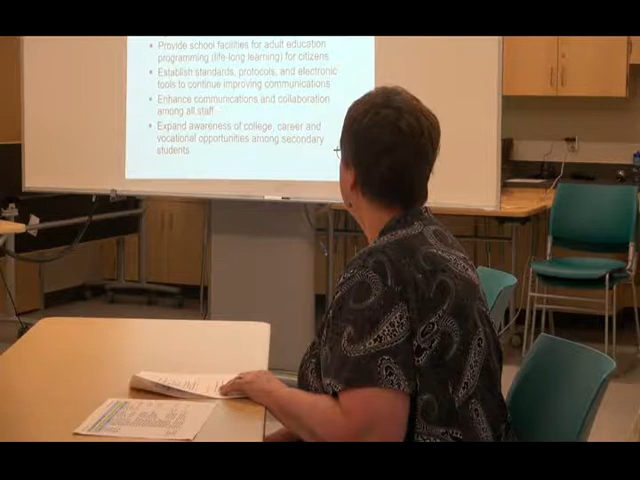 • Provide school facilities for adult education
programming (life-long learning) for citizens
• Establish standards, protocols, and electronic
tools to continue improving communications
• Enhance communications and collaboration
among all staff
• Expand awareness of college, career and
vocational opportunities among secondary
students